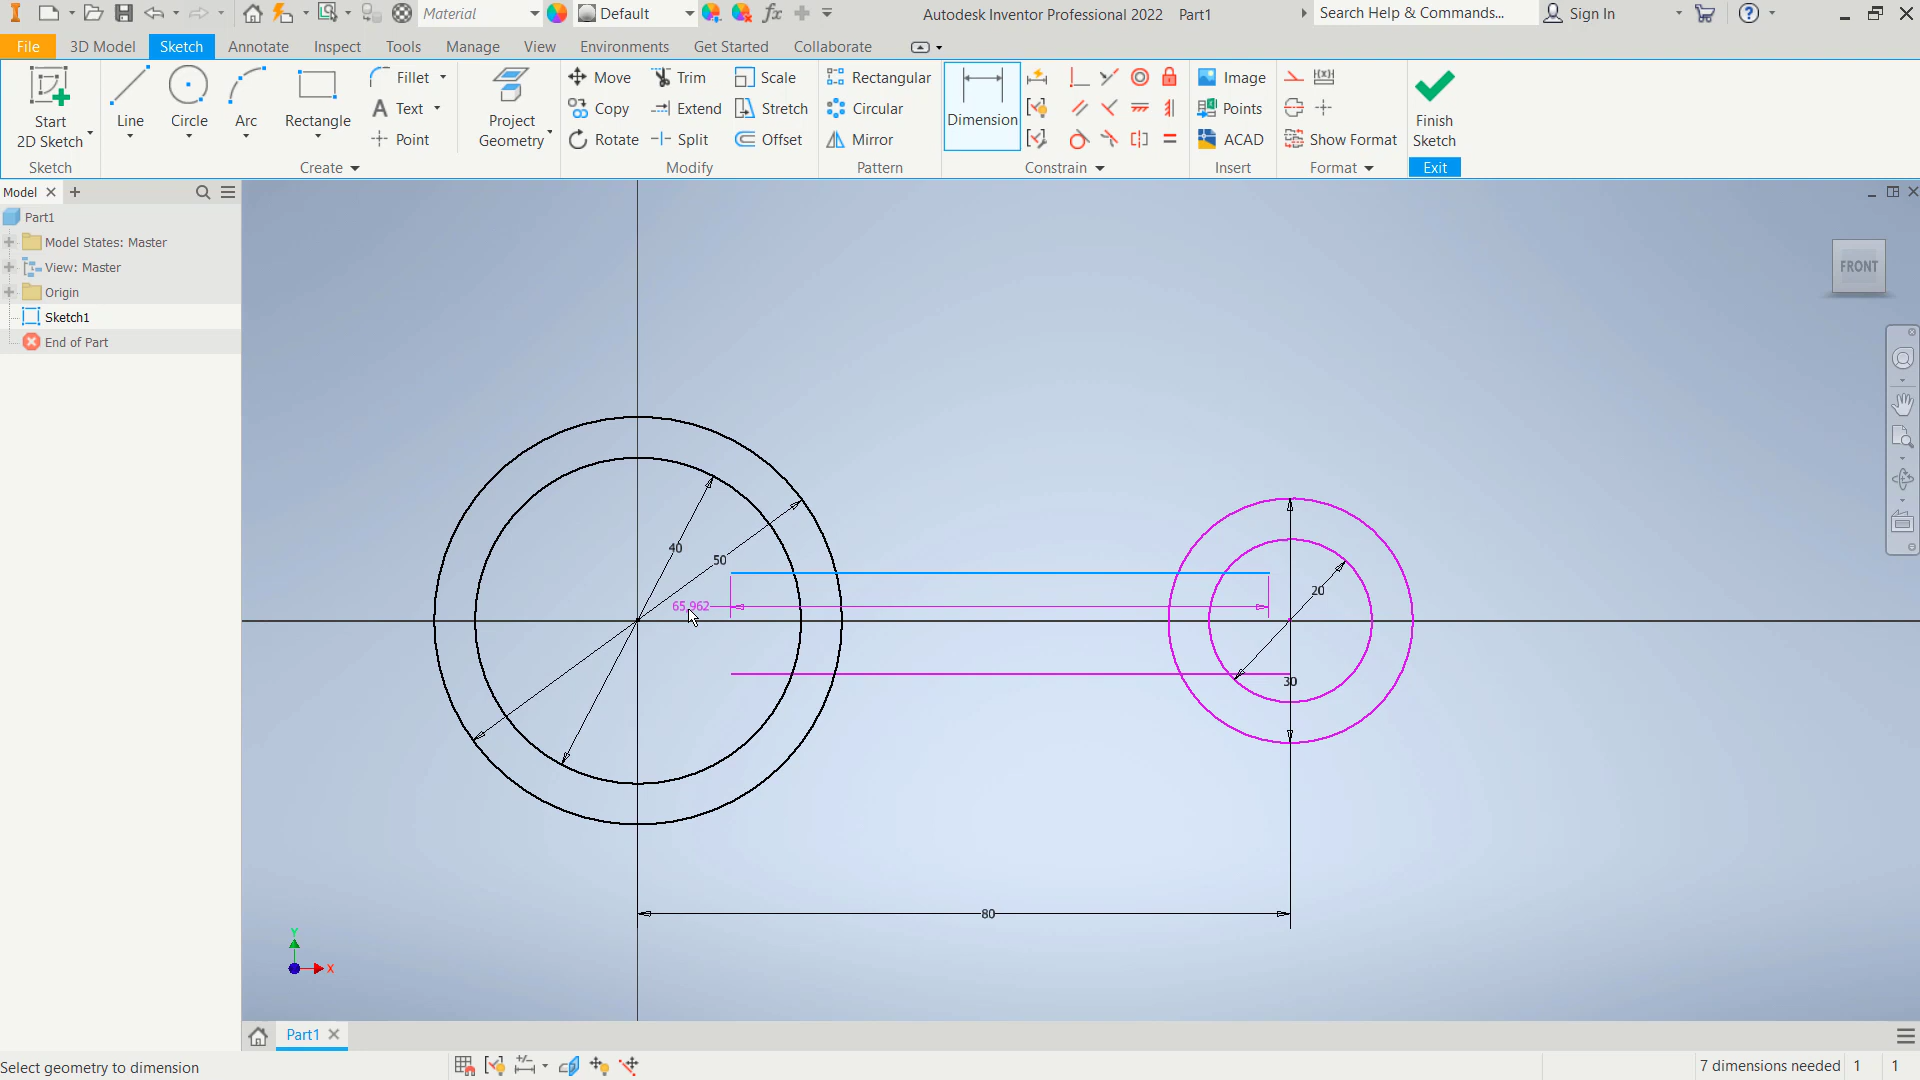 Material
Default
Autodesk Inventor Professional 2022 Part1
Search Help & Commands...
Sign In
File 3D Model Sketch Annotate Inspect Tools Manage View Environments Get Started Collaborate
Start
2D Sketch
Line
Circle
Arc
Rectangle
Fillet
Text
Point
Project
Geometry
Move
Copy
Rotate
Trim
Extend
Split
Scale
Stretch
Offset
Rectangular
Circular
Mirror
Dimension
Image
Points
ACAD
Show Format
Finish
Sketch
Sketch Create Modify Pattern Constrain Insert Format Exit
Model
Part1
Model States: Master
View: Master
Origin
Sketch1
End of Part
FRONT
40
50
65.962
20
30
80
Y
X
Part1
Select geometry to dimension
7 dimensions needed 1 1